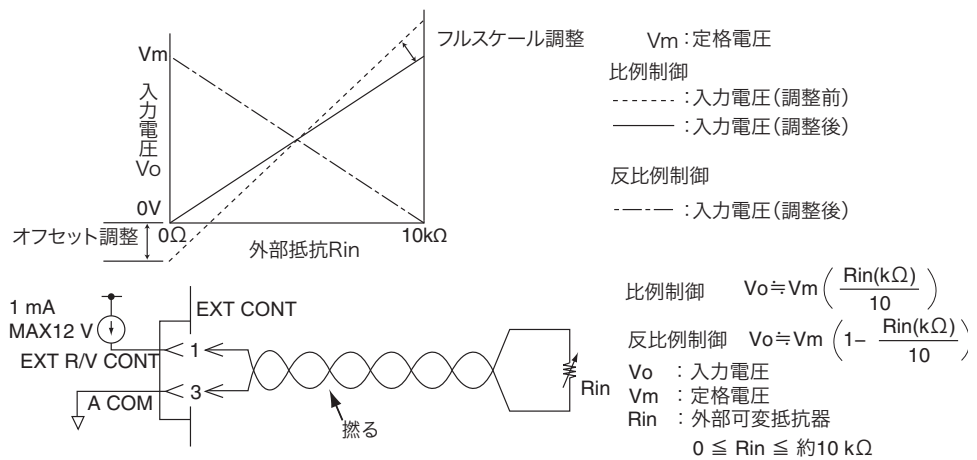 Vm
入力電圧Vo
0V
オフセット調整
0Ω
外部抵抗Rin
10kΩ
フルスケール調整
Vm：定格電圧
比例制御
：入力電圧（調整前）
：入力電圧（調整後）
反比例制御
：入力電圧（調整後）
1 mA
MAX12 V
EXT CONT
EXT R/V CONT
1
A COM
3
撚る
Rin
比例制御 Vo≒Vm ( Rin(kΩ) / 10 )
反比例制御 Vo≒Vm ( 1− Rin(kΩ) / 10 )
Vo ：入力電圧
Vm ：定格電圧
Rin ：外部可変抵抗器
0 ≦ Rin ≦ 約10 kΩ